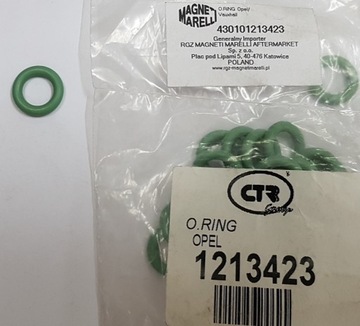 MAGNETI
MARELLI
O.RING Opel/
Vauxhall
430101213423
Generalny Importer
RGZ MAGNETI MARELLI AFTERMARKET
Sp. z o.o.
Plac pod Lipami 5, 40-476 Katowice
POLAND
www.rgz-magnetimarelli.pl
CTR
Group
O.RING
OPEL
1213423